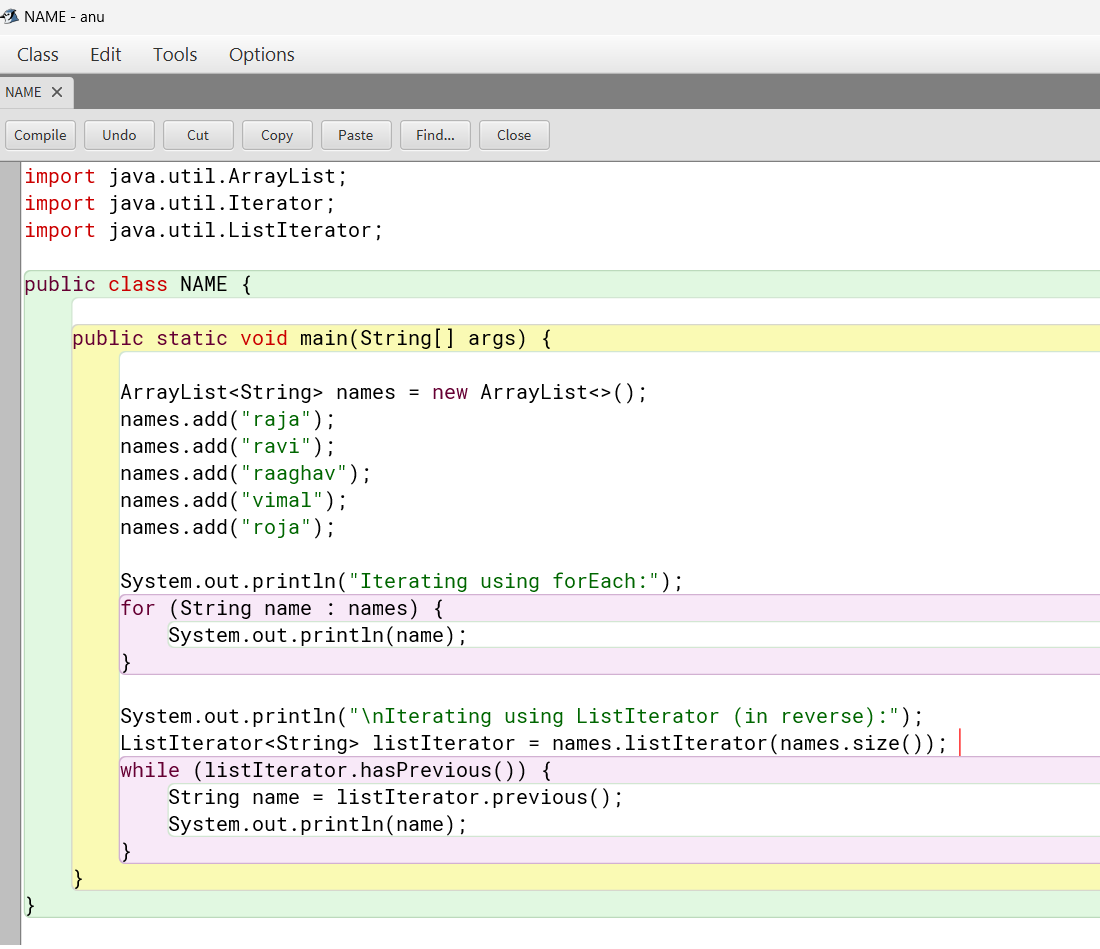 NAME - anu
Class Edit Tools Options
NAME ✕
Compile Undo Cut Copy Paste Find... Close
import java.util.ArrayList;
import java.util.Iterator;
import java.util.ListIterator;

public class NAME {

    public static void main(String[] args) {

        ArrayList<String> names = new ArrayList<>();
        names.add("raja");
        names.add("ravi");
        names.add("raaghav");
        names.add("vimal");
        names.add("roja");

        System.out.println("Iterating using forEach:");
        for (String name : names) {
            System.out.println(name);
        }

        System.out.println("\nIterating using ListIterator (in reverse):");
        ListIterator<String> listIterator = names.listIterator(names.size());
        while (listIterator.hasPrevious()) {
            String name = listIterator.previous();
            System.out.println(name);
        }
    }
}